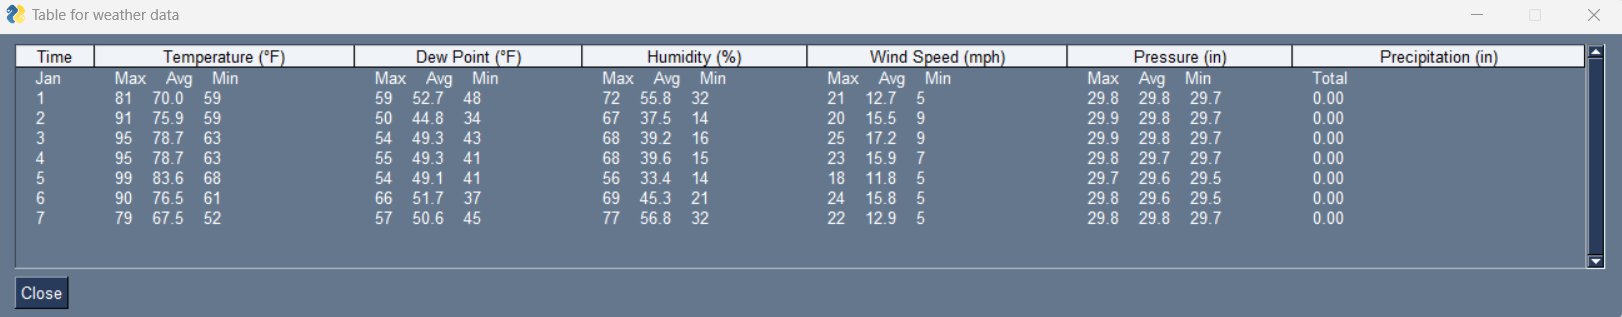 Table for weather data
Time Temperature (°F) Dew Point (°F) Humidity (%) Wind Speed (mph) Pressure (in) Precipitation (in)
Jan Max Avg Min Max Avg Min Max Avg Min Max Avg Min Max Avg Min Total
1 81 70.0 59 59 52.7 48 72 55.8 32 21 12.7 5 29.8 29.8 29.7 0.00
2 91 75.9 59 50 44.8 34 67 37.5 14 20 15.5 9 29.9 29.8 29.7 0.00
3 95 78.7 63 54 49.3 43 68 39.2 16 25 17.2 9 29.9 29.8 29.7 0.00
4 95 78.7 63 55 49.3 41 68 39.6 15 23 15.9 7 29.8 29.7 29.7 0.00
5 99 83.6 68 54 49.1 41 56 33.4 14 18 11.8 5 29.7 29.6 29.5 0.00
6 90 76.5 61 66 51.7 37 69 45.3 21 24 15.8 5 29.8 29.6 29.5 0.00
7 79 67.5 52 57 50.6 45 77 56.8 32 22 12.9 5 29.8 29.8 29.7 0.00
Close